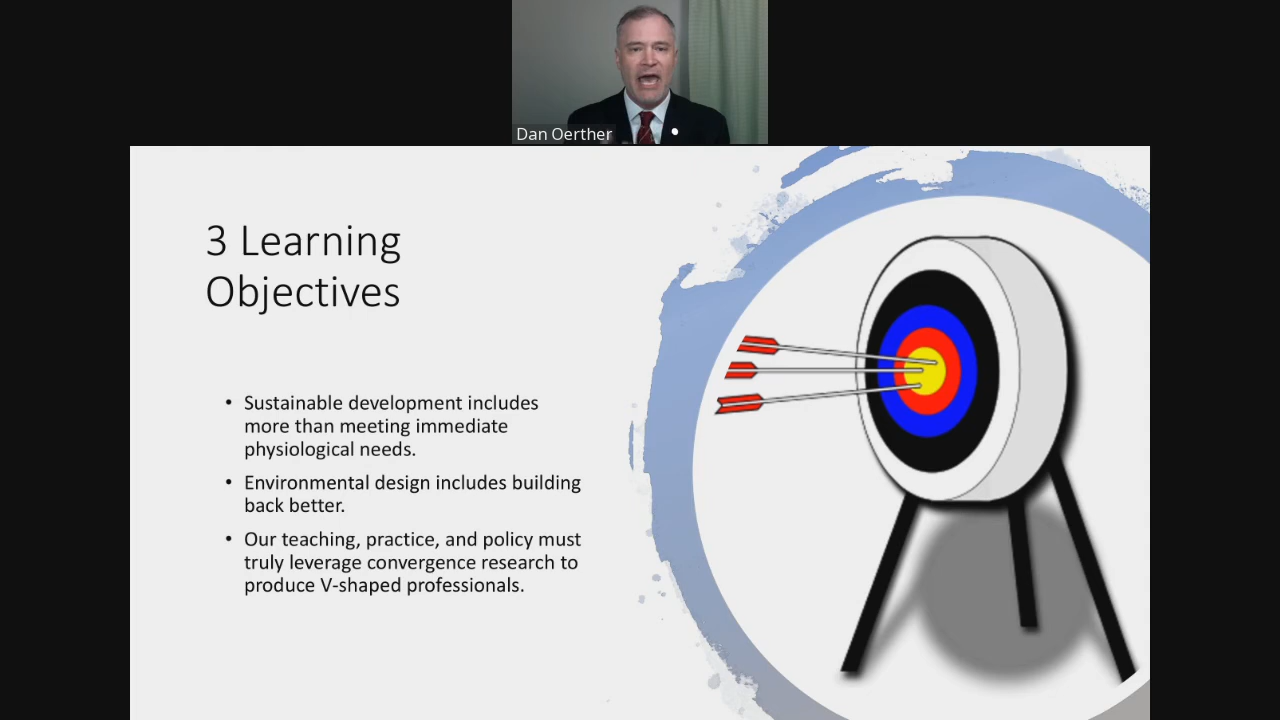 Dan Oerther
3 Learning
Objectives
• Sustainable development includes
more than meeting immediate
physiological needs.
• Environmental design includes building
back better.
• Our teaching, practice, and policy must
truly leverage convergence research to
produce V-shaped professionals.